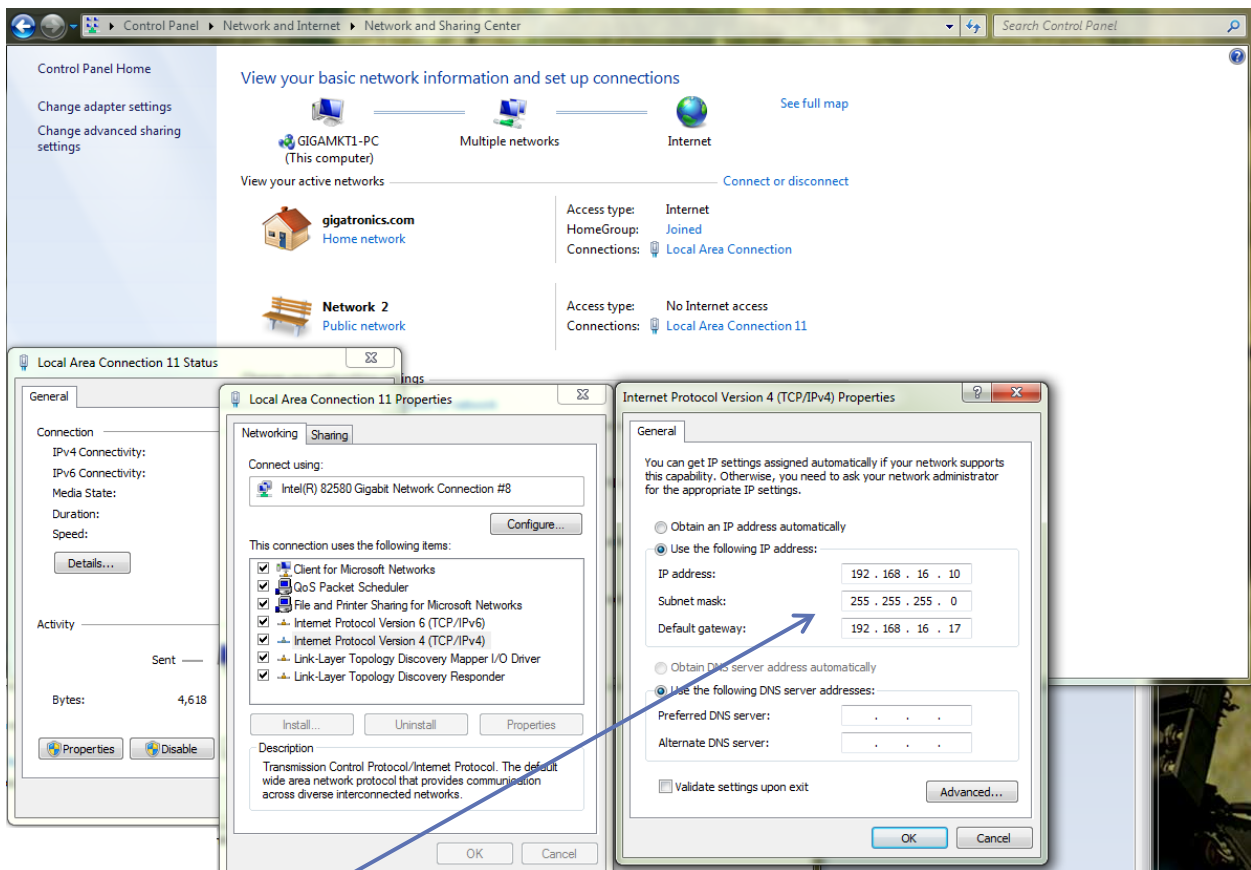 Control Panel ▸ Network and Internet ▸ Network and Sharing Center
Search Control Panel
Control Panel Home
Change adapter settings
Change advanced sharing
settings
View your basic network information and set up connections
See full map
GIGAMKT1-PC
(This computer)
Multiple networks
Internet
View your active networks
Connect or disconnect
gigatronics.com
Home network
Access type: Internet
HomeGroup: Joined
Connections: Local Area Connection
Network 2
Public network
Access type: No Internet access
Connections: Local Area Connection 11
ngs
Local Area Connection 11 Status
General
Connection
IPv4 Connectivity:
IPv6 Connectivity:
Media State:
Duration:
Speed:
Details...
Activity
Sent
Bytes: 4,618
Properties
Disable
Local Area Connection 11 Properties
Networking
Sharing
Connect using:
Intel(R) 82580 Gigabit Network Connection #8
Configure...
This connection uses the following items:
Client for Microsoft Networks
QoS Packet Scheduler
File and Printer Sharing for Microsoft Networks
Internet Protocol Version 6 (TCP/IPv6)
Internet Protocol Version 4 (TCP/IPv4)
Link-Layer Topology Discovery Mapper I/O Driver
Link-Layer Topology Discovery Responder
Install...
Uninstall
Properties
Description
Transmission Control Protocol/Internet Protocol. The default
wide area network protocol that provides communication
across diverse interconnected networks.
OK
Cancel
Internet Protocol Version 4 (TCP/IPv4) Properties
General
You can get IP settings assigned automatically if your network supports
this capability. Otherwise, you need to ask your network administrator
for the appropriate IP settings.
Obtain an IP address automatically
Use the following IP address:
IP address: 192 . 168 . 16 . 10
Subnet mask: 255 . 255 . 255 . 0
Default gateway: 192 . 168 . 16 . 17
Obtain DNS server address automatically
Use the following DNS server addresses:
Preferred DNS server: . . .
Alternate DNS server: . . .
Validate settings upon exit
Advanced...
OK
Cancel